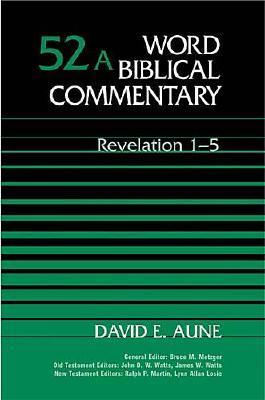 52A WORD
BIBLICAL
COMMENTARY
Revelation 1–5
DAVID E. AUNE
General Editor: Bruce M. Metzger
Old Testament Editors: John D. W. Watts, James W. Watts
New Testament Editors: Ralph P. Martin, Lynn Allan Losie